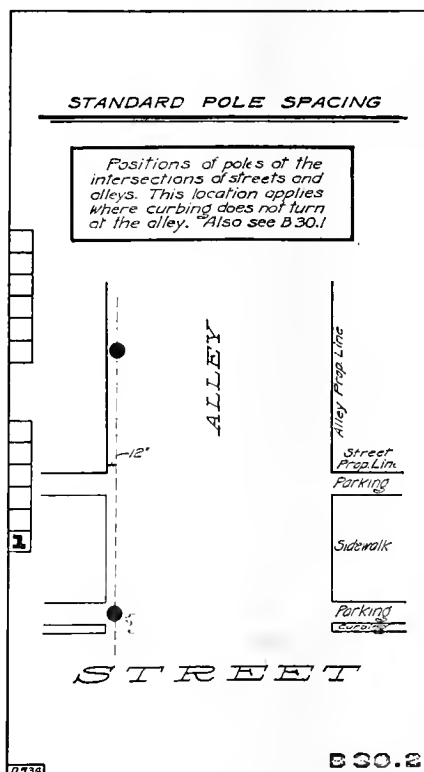 STANDARD POLE SPACING
Positions of poles at the
intersections of streets and
alleys. This location applies
where curbing does not turn
at the alley. Also see B30.1
ALLEY
Alley Prop. Line
12"
Street
Prop. Line
Parking
Sidewalk
1
Parking
Curbing
STREET
B 30.2